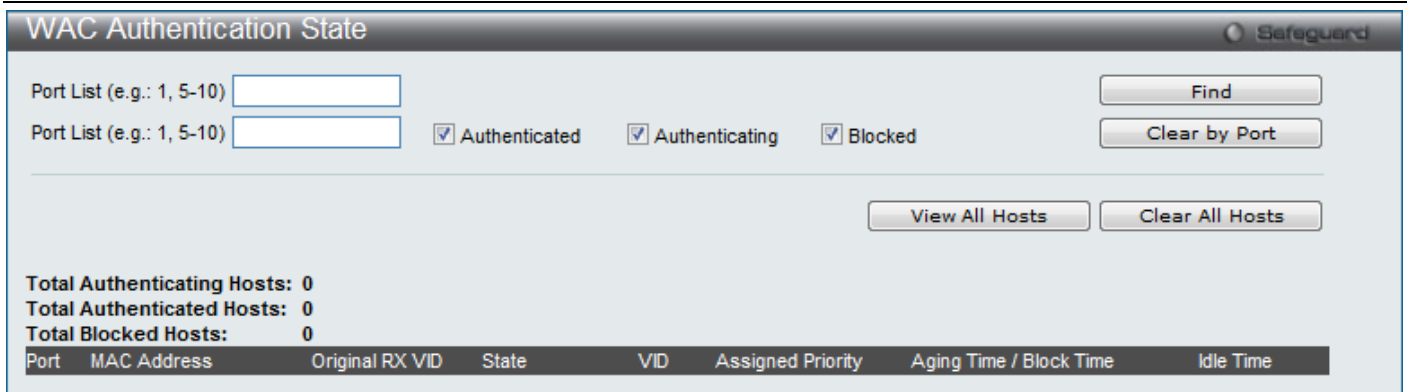 WAC Authentication State Safeguard
Port List (e.g.: 1, 5-10) Find
Port List (e.g.: 1, 5-10) Authenticated Authenticating Blocked Clear by Port
View All Hosts Clear All Hosts
Total Authenticating Hosts: 0
Total Authenticated Hosts: 0
Total Blocked Hosts: 0
Port MAC Address Original RX VID State VID Assigned Priority Aging Time / Block Time Idle Time